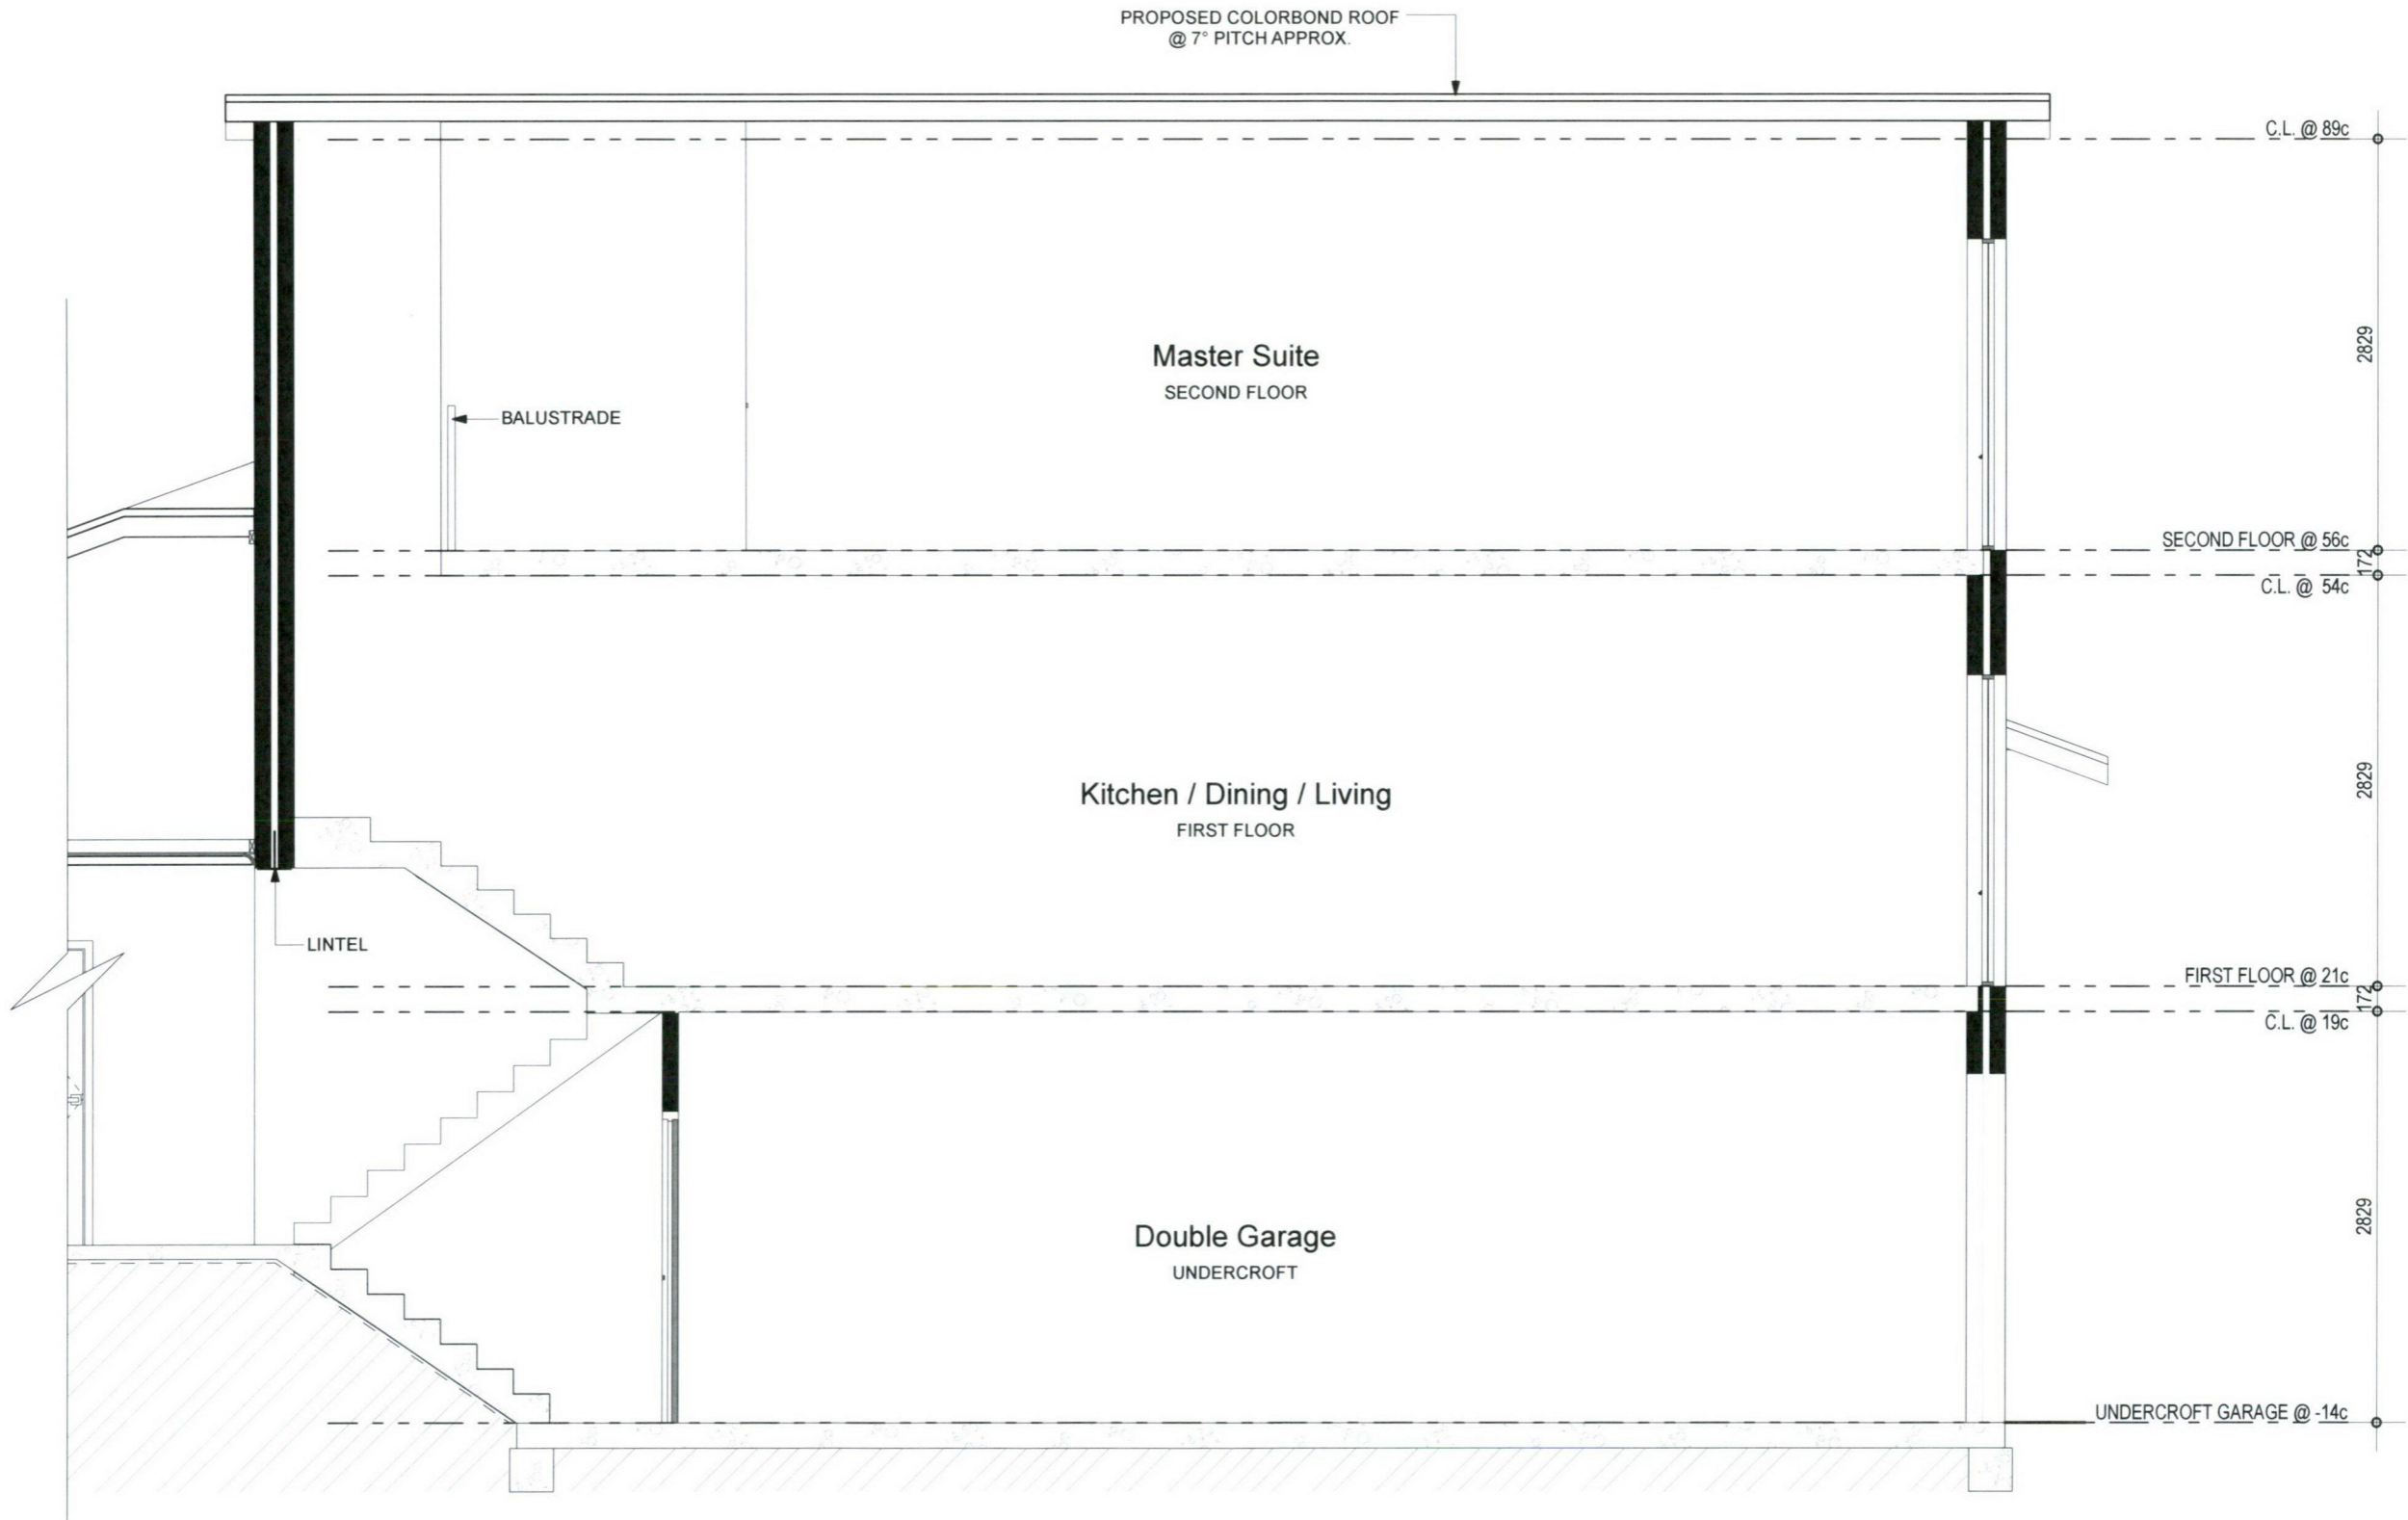 PROPOSED COLORBOND ROOF
@ 7° PITCH APPROX.
C.L. @ 89c
2829
Master Suite
SECOND FLOOR
BALUSTRADE
SECOND FLOOR @ 56c
172
C.L. @ 54c
2829
Kitchen / Dining / Living
FIRST FLOOR
LINTEL
FIRST FLOOR @ 21c
172
C.L. @ 19c
2829
Double Garage
UNDERCROFT
UNDERCROFT GARAGE @ -14c